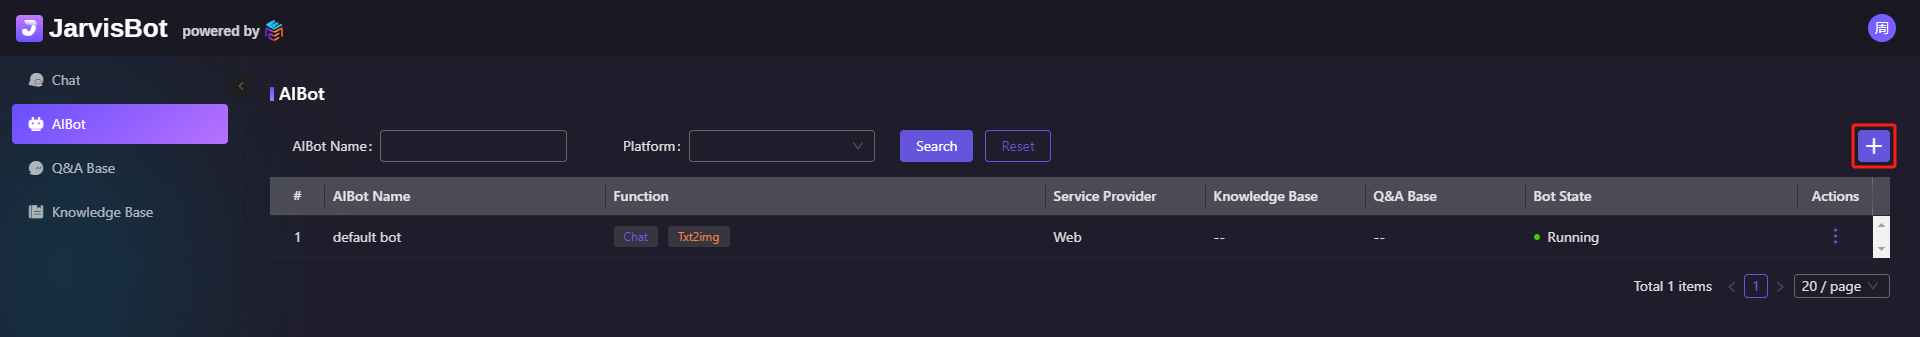 JarvisBot powered by
周
Chat
AIBot
Q&A Base
Knowledge Base
AIBot
AIBot Name: Platform: Search Reset
# AIBot Name Function Service Provider Knowledge Base Q&A Base Bot State Actions
1 default bot Chat Txt2img Web -- -- Running
Total 1 items < 1 > 20 / page